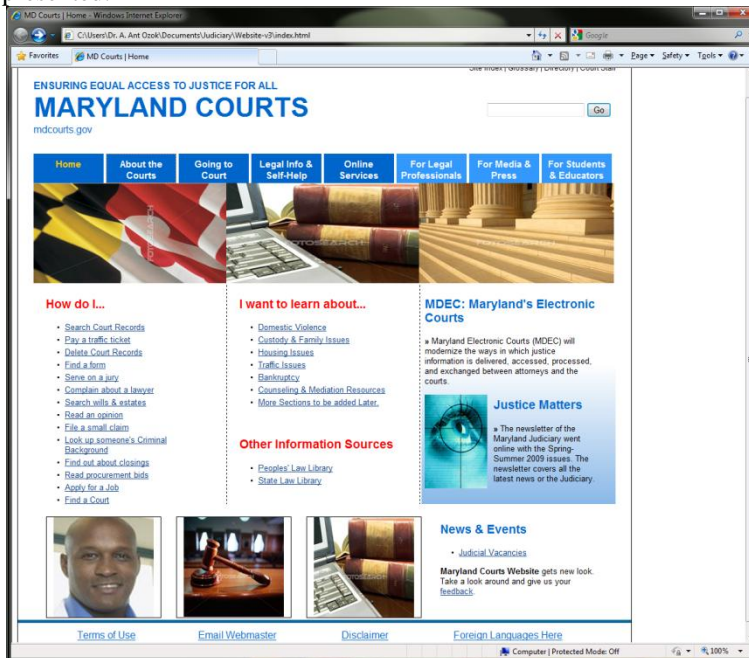 MD Courts | Home - Windows Internet Explorer
C:\Users\Dr. A. Ant Ozok\Documents\Judiciary\Website-v3\index.html
Google
Favorites
MD Courts | Home
Page
Safety
Tools
Site Index | Glossary | Directory | Court Staff
ENSURING EQUAL ACCESS TO JUSTICE FOR ALL
MARYLAND COURTS
Go
mdcourts.gov
Home
About the
Courts
Going to
Court
Legal Info &
Self-Help
Online
Services
For Legal
Professionals
For Media &
Press
For Students
& Educators
FOTOSEARCH
FOTOSEARCH
FOTOSEARCH
How do I...
• Search Court Records
• Pay a traffic ticket
• Delete Court Records
• Find a form
• Serve on a jury
• Complain about a lawyer
• Search wills & estates
• Read an opinion
• File a small claim
• Look up someone's Criminal
Background
• Find out about closings
• Read procurement bids
• Apply for a Job
• Find a Court
I want to learn about...
• Domestic Violence
• Custody & Family Issues
• Housing Issues
• Traffic Issues
• Bankruptcy
• Counseling & Mediation Resources
• More Sections to be added Later.
Other Information Sources
• Peoples' Law Library
• State Law Library
MDEC: Maryland's Electronic
Courts
» Maryland Electronic Courts (MDEC) will
modernize the ways in which justice
information is delivered, accessed, processed,
and exchanged between attorneys and the
courts.
Justice Matters
» The newsletter of the
Maryland Judiciary went
online with the Spring-
Summer 2009 issues. The
newsletter covers all the
latest news or the Judiciary.
News & Events
• Judicial Vacancies
Maryland Courts Website gets new look.
Take a look around and give us your
feedback.
Terms of Use
Email Webmaster
Disclaimer
Foreign Languages Here
Computer | Protected Mode: Off
100%